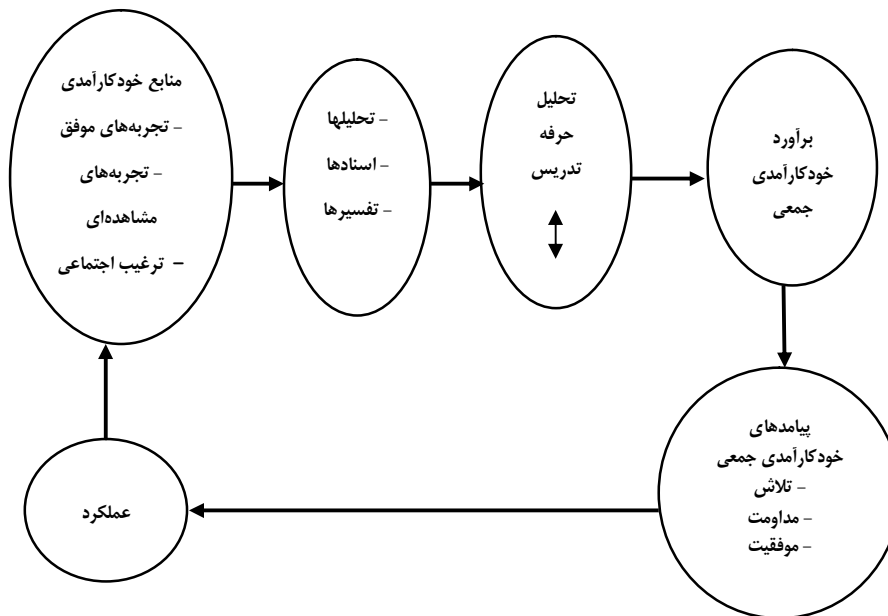 منابع خودکارآمدی
- تجربه‌های موفق
- تجربه‌های
مشاهده‌ای
- ترغیب اجتماعی
- تحلیلها
- اسنادها
- تفسیرها
تحلیل
حرفه
تدریس
برآورد
خودکارآمدی
جمعی
پیامدهای
خودکارآمدی جمعی
- تلاش
- مداومت
- موفقیت
عملکرد